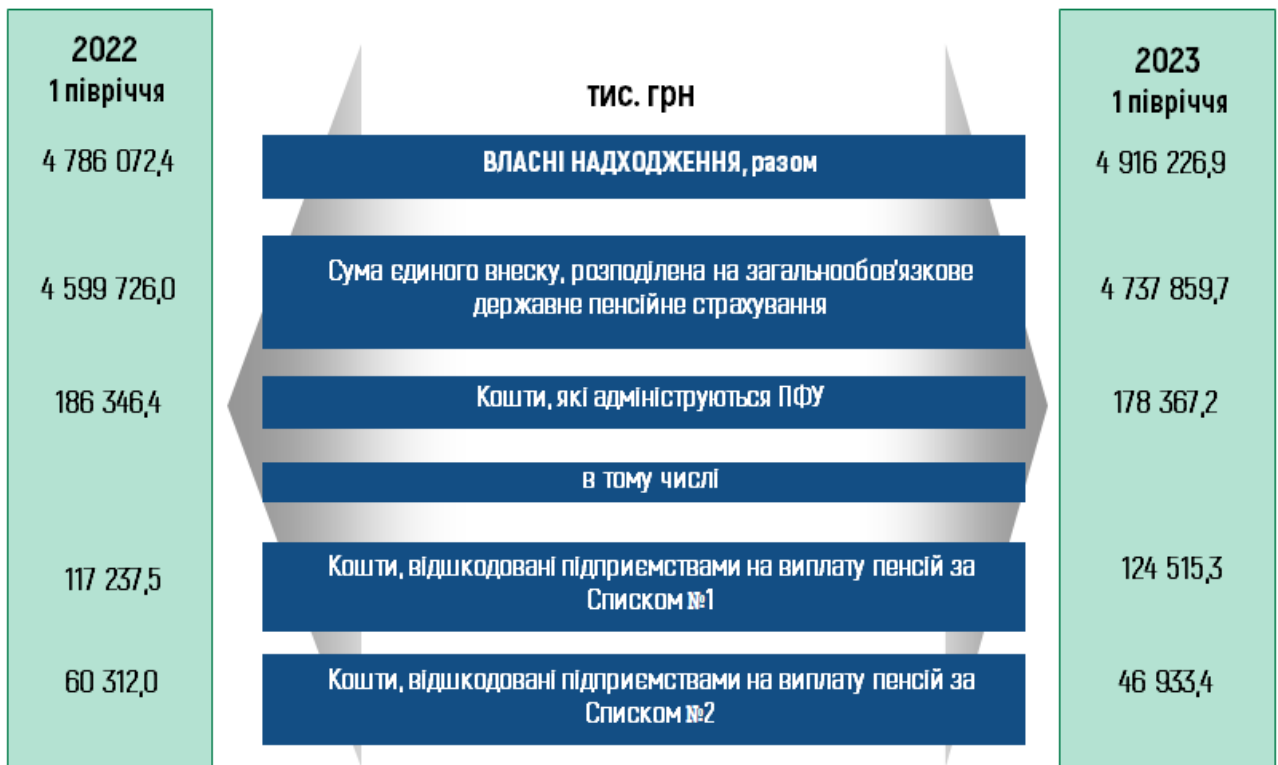 2022
1 півріччя
тис. грн
2023
1 півріччя
4 786 072,4
ВЛАСНІ НАДХОДЖЕННЯ, разом
4 916 226,9
4 599 726,0
Сума єдиного внеску, розподілена на загальнообов'язкове
державне пенсійне страхування
4 737 859,7
186 346,4
Кошти, які адмініструються ПФУ
178 367,2
в тому числі
117 237,5
Кошти, відшкодовані підприємствами на виплату пенсій за
Списком №1
124 515,3
60 312,0
Кошти, відшкодовані підприємствами на виплату пенсій за
Списком №2
46 933,4